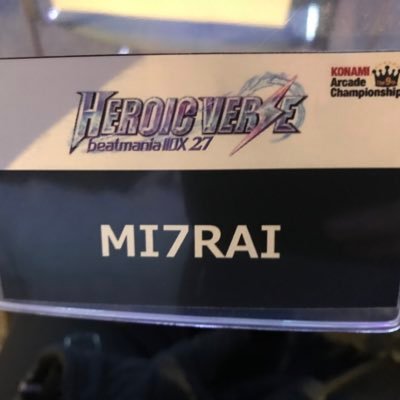 HEROIC VERSE
beatmania IIDX 27
KONAMI
Arcade
Championship
MI7RAI